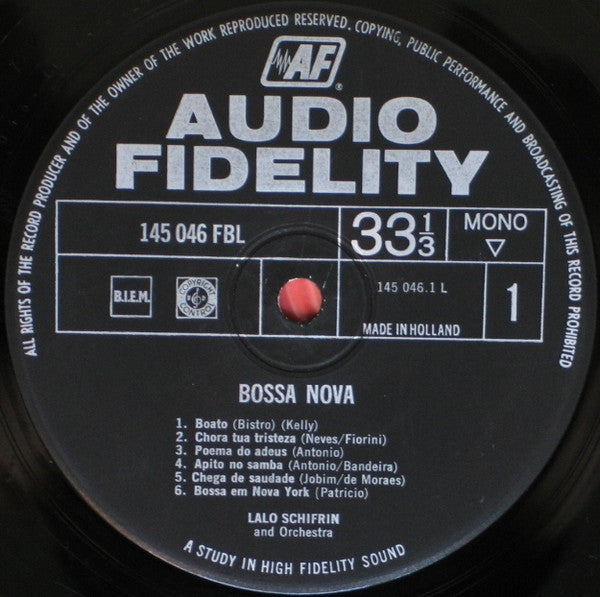 ALL RIGHTS OF THE RECORD PRODUCER AND OF THE OWNER OF THE WORK REPRODUCED RESERVED. COPYING, PUBLIC PERFORMANCE AND BROADCASTING OF THIS RECORD PROHIBITED
AF®
AUDIO
FIDELITY
145 046 FBL
33⅓
MONO
▽
B.I.E.M.
COPYRIGHT CONTROL
145 046.1 L
1
MADE IN HOLLAND
BOSSA NOVA
1. Boato (Bistro) (Kelly)
2. Chora tua tristeza (Neves/Fiorini)
3. Poema do adeus (Antonio)
4. Apito no samba (Antonio/Bandeira)
5. Chega de saudade (Jobim/de Moraes)
6. Bossa em Nova York (Patricio)
LALO SCHIFRIN
and Orchestra
A STUDY IN HIGH FIDELITY SOUND